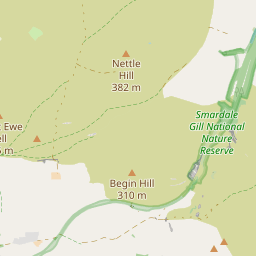 Nettle
Hill
382 m
Smardale
Gill National
Nature
Reserve
Ewe
ell
m
Begin Hill
310 m